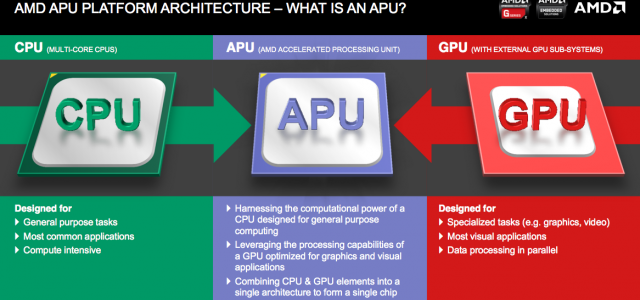 AMD APU PLATFORM ARCHITECTURE – WHAT IS AN APU?
AMD
CPU (MULTI-CORE CPUS)
APU (AMD ACCELERATED PROCESSING UNIT)
GPU (WITH EXTERNAL GPU SUB-SYSTEMS)
CPU
APU
GPU
Designed for
General purpose tasks
Most common applications
Compute intensive
Harnessing the computational power of a
CPU designed for general purpose
computing
Leveraging the processing capabilities of
a GPU optimized for graphics and visual
applications
Combining CPU & GPU elements into a
single architecture to form a single chip
Designed for
Specialized tasks (e.g. graphics, video)
Most visual applications
Data processing in parallel